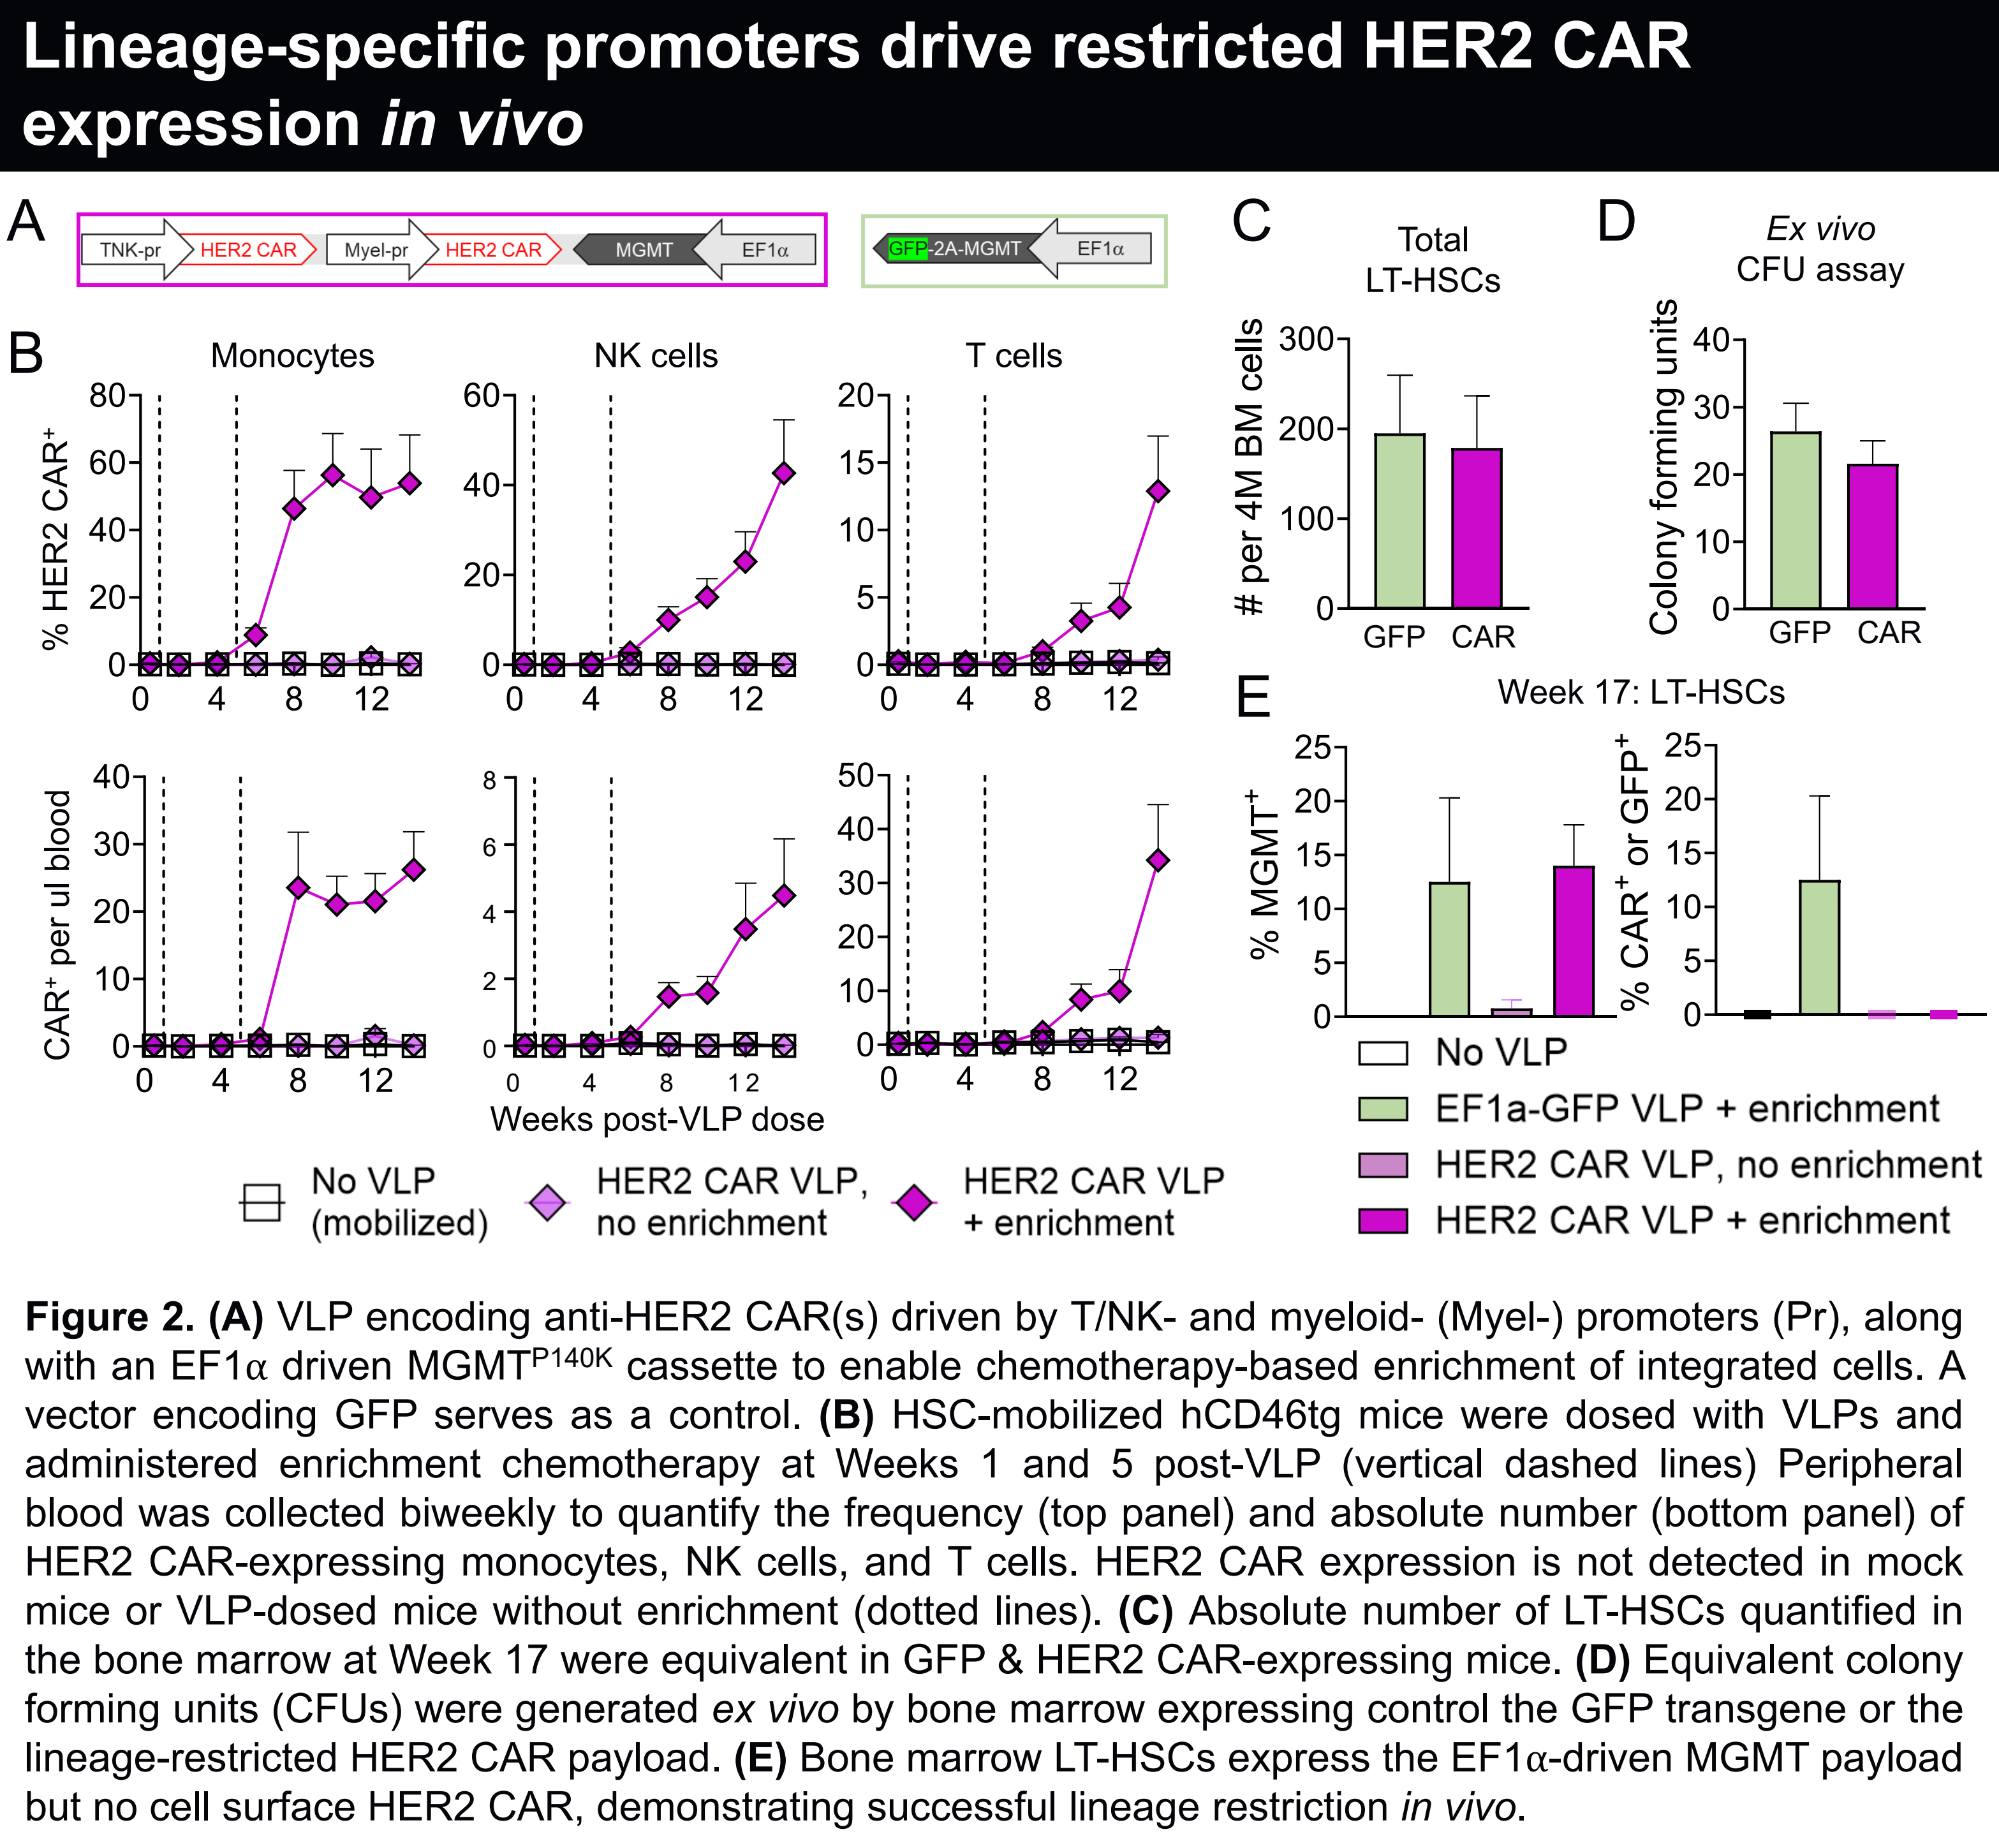 Lineage-specific promoters drive restricted HER2 CAR
expression in vivo
A
TNK-pr HER2 CAR Myel-pr HER2 CAR MGMT EF1α
GFP-2A-MGMT EF1α
B
Monocytes
NK cells
T cells
% HER2 CAR+
80
60
40
20
0
0 4 8 12
60
40
20
0
0 4 8 12
20
15
10
5
0
0 4 8 12
CAR+ per ul blood
40
30
20
10
0
0 4 8 12
8
6
4
2
0
0 4 8 12
50
40
30
20
10
0
0 4 8 12
Weeks post-VLP dose
No VLP
(mobilized)
HER2 CAR VLP,
no enrichment
HER2 CAR VLP
+ enrichment
C
Total
LT-HSCs
# per 4M BM cells
300
200
100
0
GFP CAR
D
Ex vivo
CFU assay
Colony forming units
40
30
20
10
0
GFP CAR
E
Week 17: LT-HSCs
% MGMT+
25
20
15
10
5
0
% CAR+ or GFP+
25
20
15
10
5
0
No VLP
EF1a-GFP VLP + enrichment
HER2 CAR VLP, no enrichment
HER2 CAR VLP + enrichment
Figure 2. (A) VLP encoding anti-HER2 CAR(s) driven by T/NK- and myeloid- (Myel-) promoters (Pr), along
with an EF1α driven MGMTP140K cassette to enable chemotherapy-based enrichment of integrated cells. A
vector encoding GFP serves as a control. (B) HSC-mobilized hCD46tg mice were dosed with VLPs and
administered enrichment chemotherapy at Weeks 1 and 5 post-VLP (vertical dashed lines) Peripheral
blood was collected biweekly to quantify the frequency (top panel) and absolute number (bottom panel) of
HER2 CAR-expressing monocytes, NK cells, and T cells. HER2 CAR expression is not detected in mock
mice or VLP-dosed mice without enrichment (dotted lines). (C) Absolute number of LT-HSCs quantified in
the bone marrow at Week 17 were equivalent in GFP & HER2 CAR-expressing mice. (D) Equivalent colony
forming units (CFUs) were generated ex vivo by bone marrow expressing control the GFP transgene or the
lineage-restricted HER2 CAR payload. (E) Bone marrow LT-HSCs express the EF1α-driven MGMT payload
but no cell surface HER2 CAR, demonstrating successful lineage restriction in vivo.